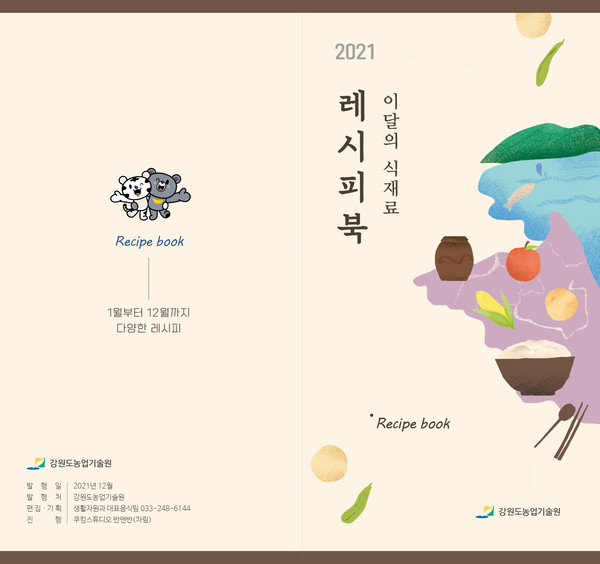 Recipe book
1월부터 12월까지
다양한 레시피
강원도농업기술원
발 행 일 2021년 12월
발 행 처 강원도농업기술원
편집·기획 생활자원과 대표음식팀 033-248-6144
진 행 쿠킹스튜디오 반앤반(차림)
2021
이달의 식재료
레시피북
Recipe book
강원도농업기술원